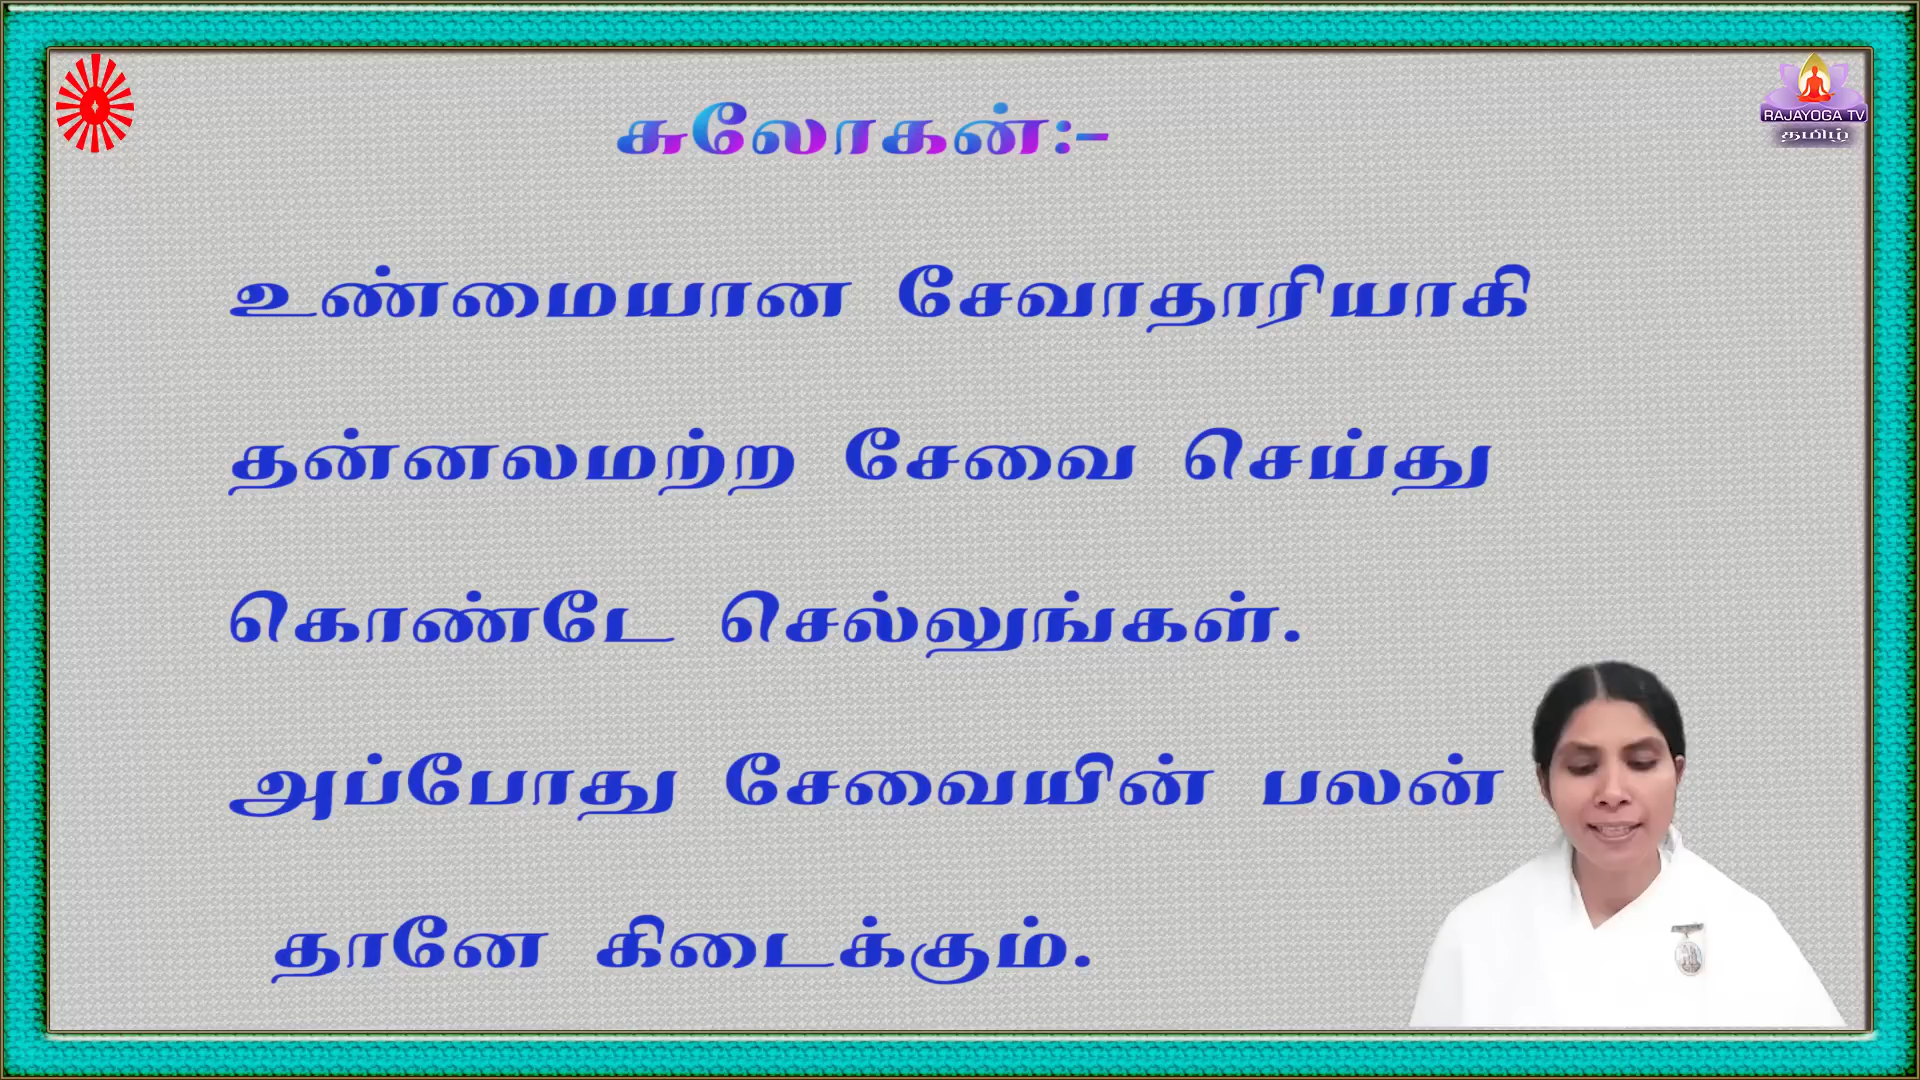 சுலோகன்:-
RAJAYOGA TV
தமிழ்
உண்மையான சேவாதாரியாகி
தன்னலமற்ற சேவை செய்து
கொண்டே செல்லுங்கள்.
அப்போது சேவையின் பலன்
தானே கிடைக்கும்.